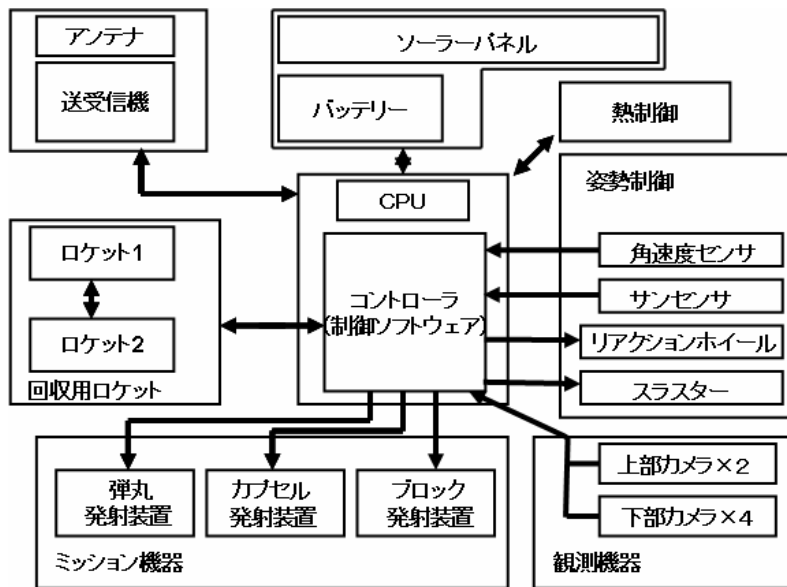 アンテナ
送受信機
ソーラーパネル
バッテリー
熱制御
姿勢制御
CPU
角速度センサ
サンセンサ
リアクションホイール
スラスター
コントローラ
(制御ソフトウェア)
ロケット1
ロケット2
回収用ロケット
弾丸
発射装置
カプセル
発射装置
ブロック
発射装置
ミッション機器
上部カメラ×2
下部カメラ×4
観測機器